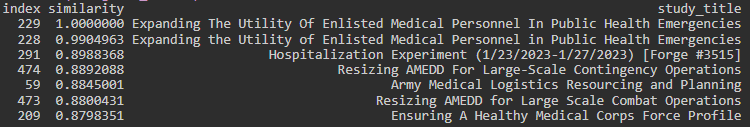 index similarity study_title
229 1.0000000 Expanding The Utility Of Enlisted Medical Personnel In Public Health Emergencies
228 0.9904963 Expanding the Utility of Enlisted Medical Personnel in Public Health Emergencies
291 0.8988368 Hospitalization Experiment (1/23/2023-1/27/2023) [Forge #3515]
474 0.8892088 Resizing AMEDD For Large-Scale Contingency Operations
59 0.8845001 Army Medical Logistics Resourcing and Planning
473 0.8800431 Resizing AMEDD for Large Scale Combat Operations
209 0.8798351 Ensuring A Healthy Medical Corps Force Profile